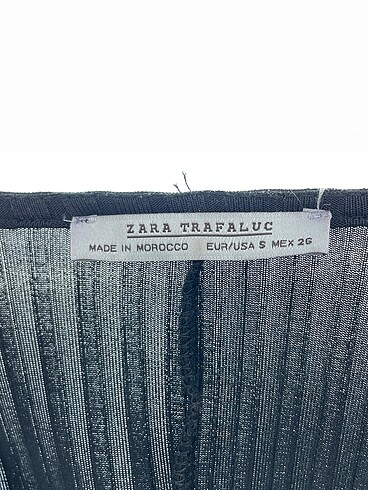 ZARA TRAFALUC
MADE IN MOROCCO EUR/USA S MEX 26